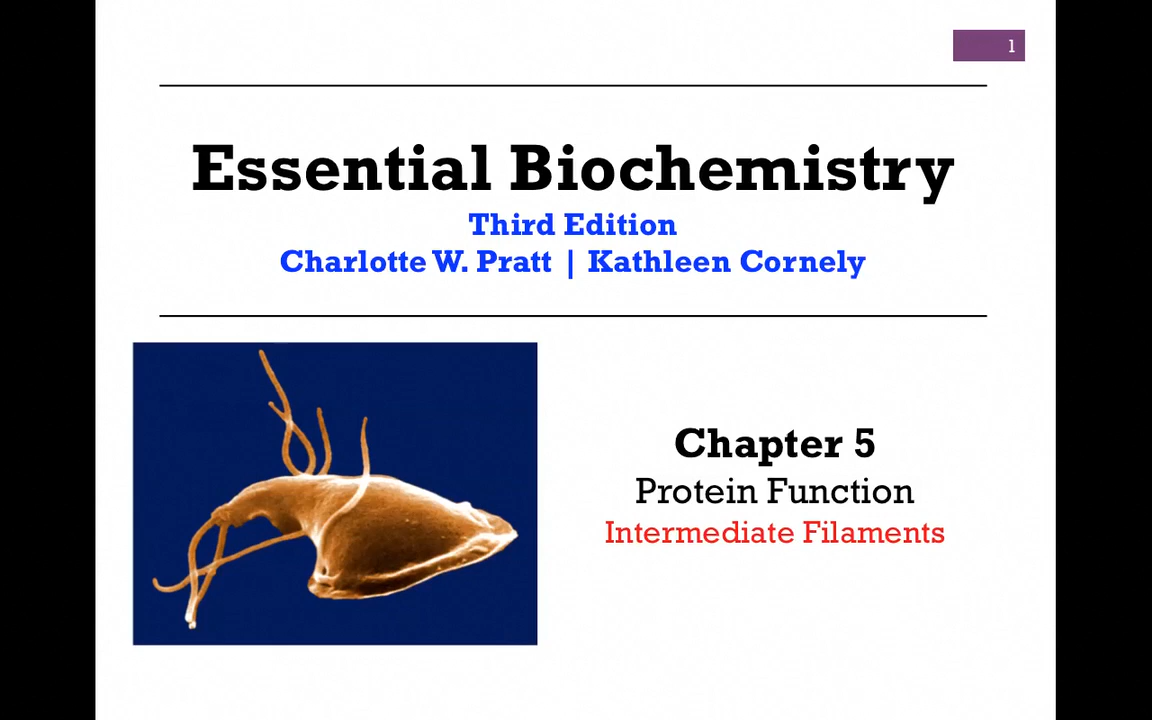 1
Essential Biochemistry
Third Edition
Charlotte W. Pratt | Kathleen Cornely
Chapter 5
Protein Function
Intermediate Filaments